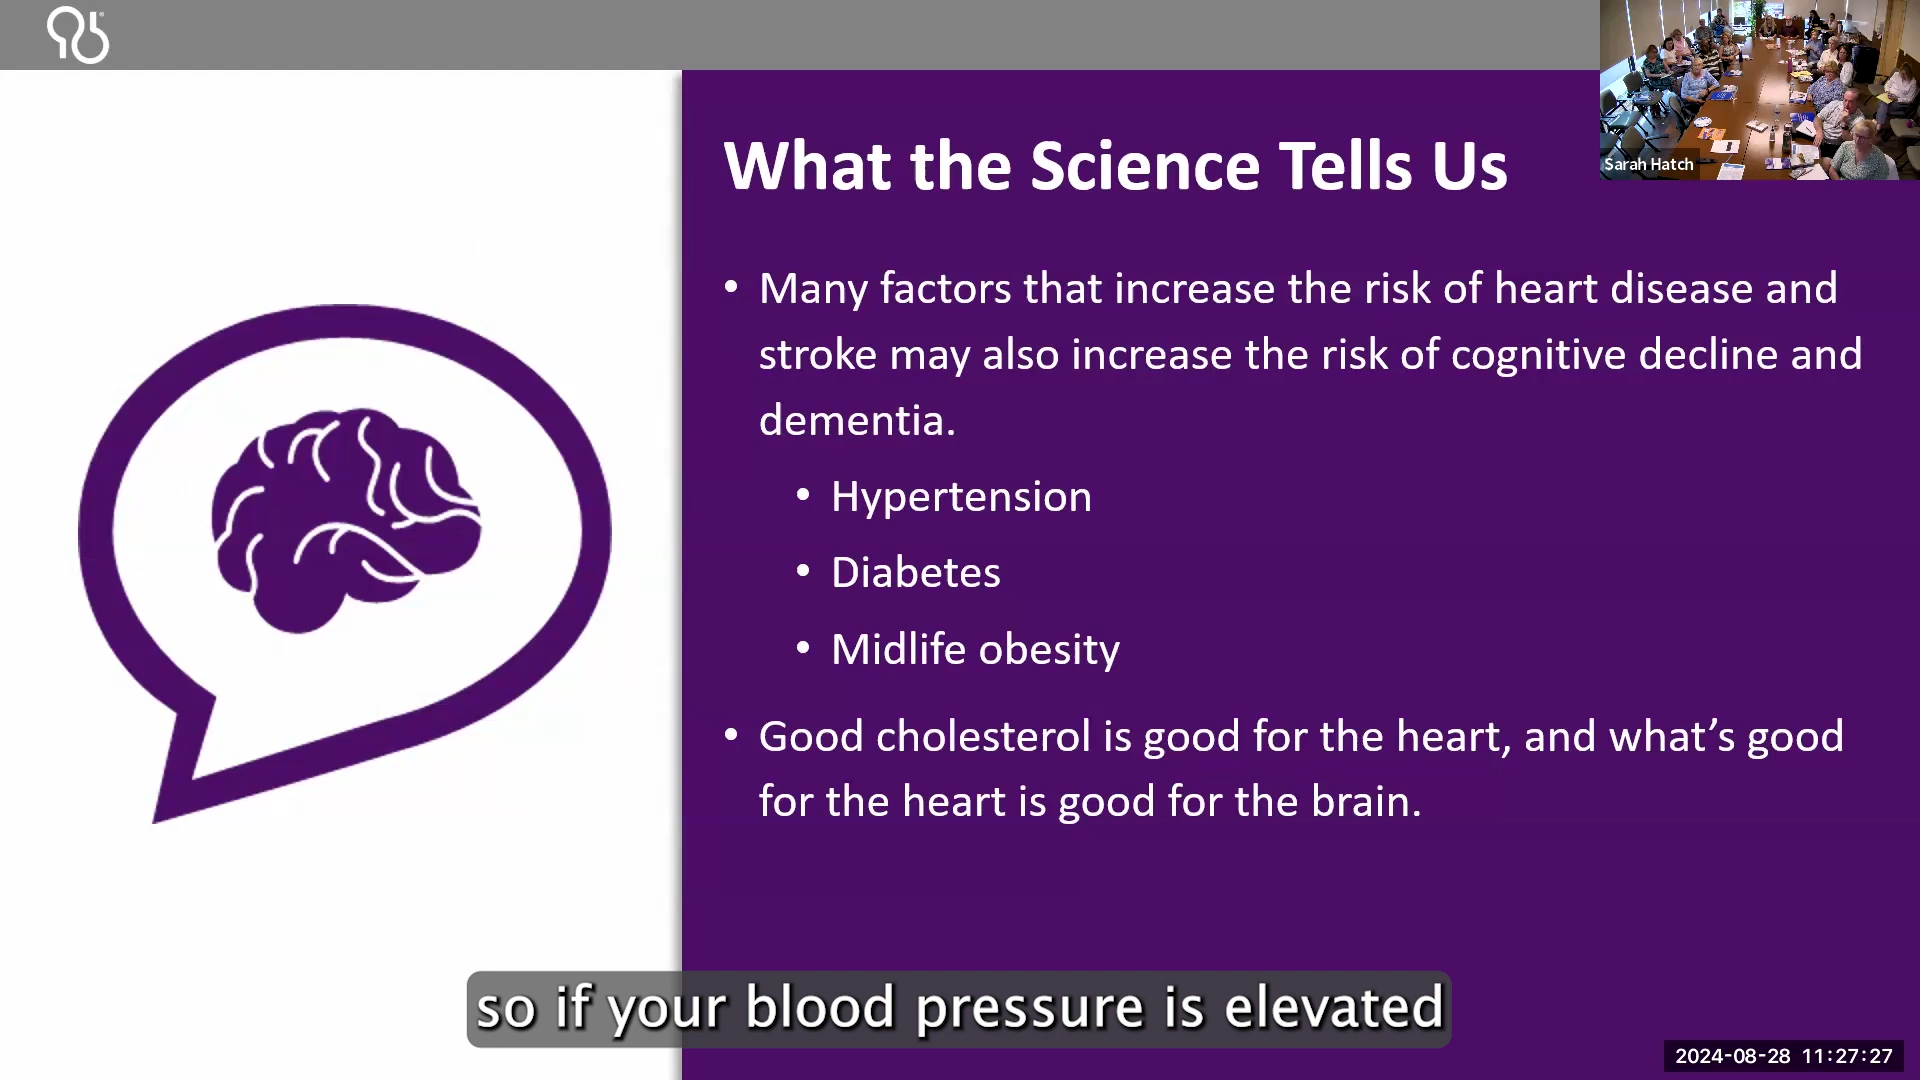 Sarah Hatch
What the Science Tells Us
• Many factors that increase the risk of heart disease and
stroke may also increase the risk of cognitive decline and
dementia.
• Hypertension
• Diabetes
• Midlife obesity
• Good cholesterol is good for the heart, and what’s good
for the heart is good for the brain.
so if your blood pressure is elevated
2024-08-28 11:27:27